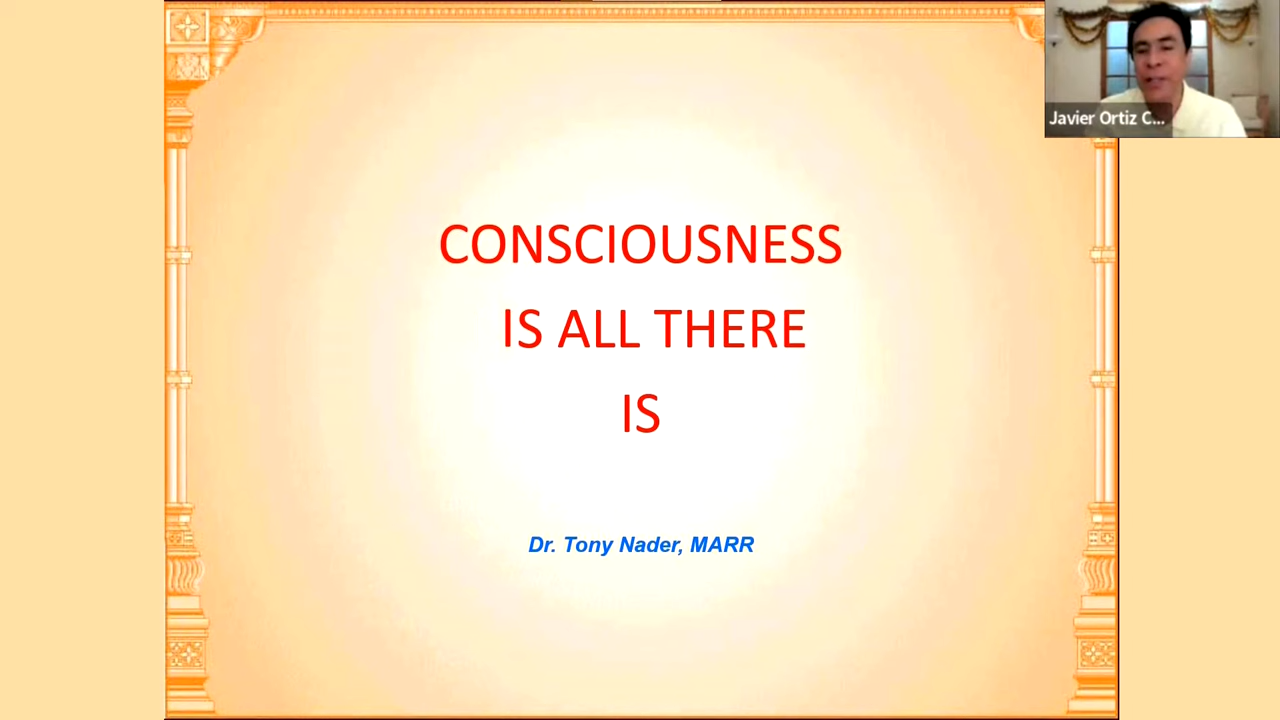 Javier Ortiz C...
CONSCIOUSNESS
IS ALL THERE
IS
Dr. Tony Nader, MARR